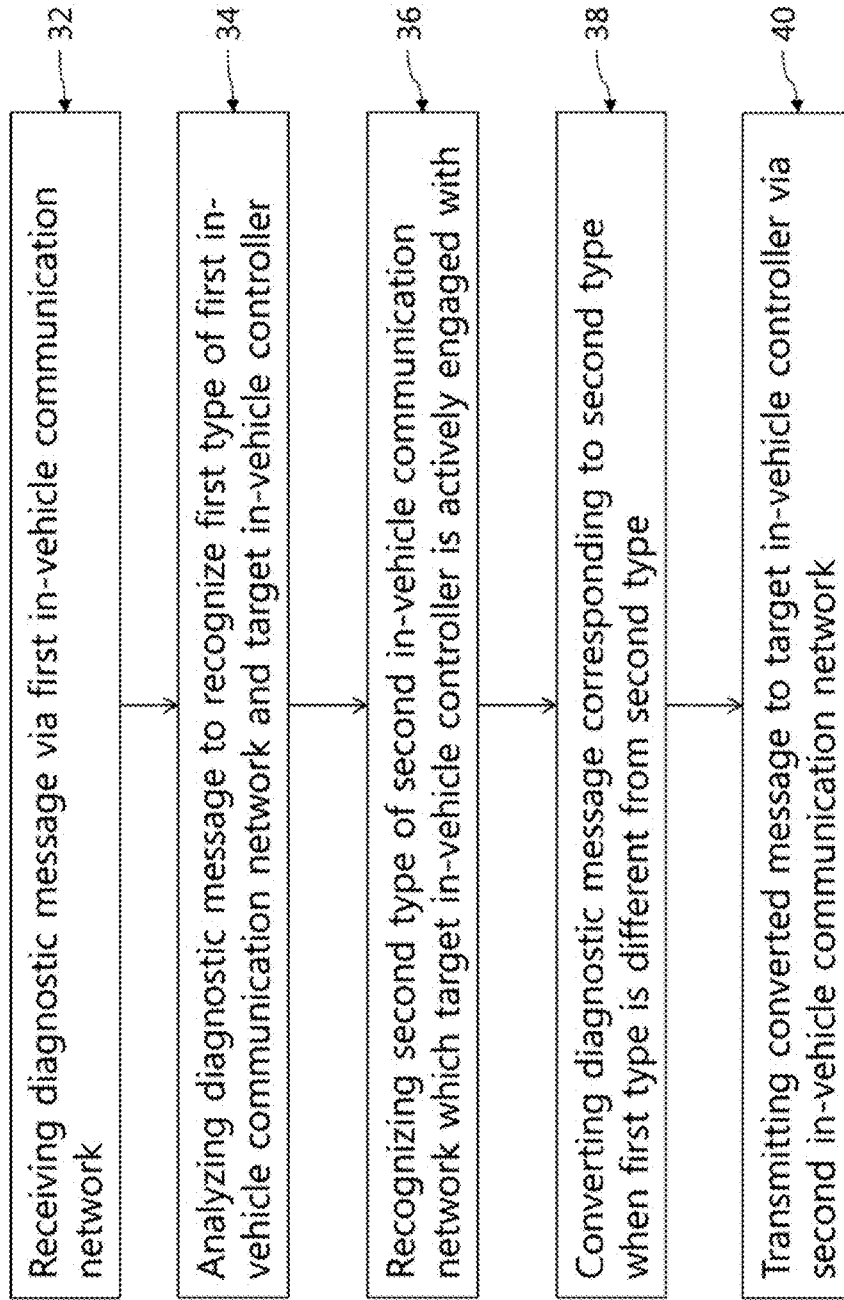 Receiving diagnostic message via first in-vehicle communication
network
32
Analyzing diagnostic message to recognize first type of first in-
vehicle communication network and target in-vehicle controller
34
Recognizing second type of second in-vehicle communication
network which target in-vehicle controller is actively engaged with
36
Converting diagnostic message corresponding to second type
when first type is different from second type
38
Transmitting converted message to target in-vehicle controller via
second in-vehicle communication network
40